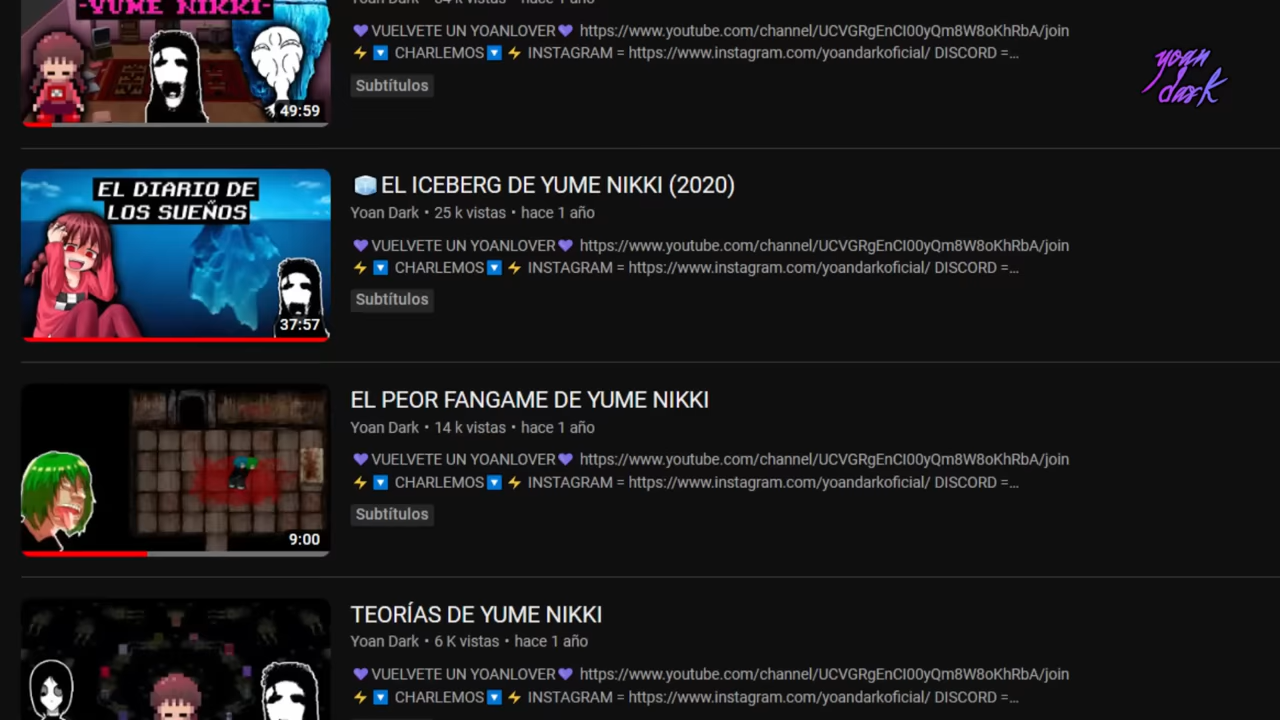 -YUME NIKKI-
49:59
💜VUELVETE UN YOANLOVER💜 https://www.youtube.com/channel/UCVGRgEnCI00yQm8W8oKhRbA/join
⚡🔽 CHARLEMOS🔽⚡ INSTAGRAM = https://www.instagram.com/yoandarkoficial/ DISCORD =...
Subtítulos
yoan
dark
EL DIARIO DE
LOS SUEÑOS
37:57
🧊EL ICEBERG DE YUME NIKKI (2020)
Yoan Dark • 25 k vistas • hace 1 año
💜VUELVETE UN YOANLOVER💜 https://www.youtube.com/channel/UCVGRgEnCI00yQm8W8oKhRbA/join
⚡🔽 CHARLEMOS🔽⚡ INSTAGRAM = https://www.instagram.com/yoandarkoficial/ DISCORD =...
Subtítulos
9:00
EL PEOR FANGAME DE YUME NIKKI
Yoan Dark • 14 k vistas • hace 1 año
💜VUELVETE UN YOANLOVER💜 https://www.youtube.com/channel/UCVGRgEnCI00yQm8W8oKhRbA/join
⚡🔽 CHARLEMOS🔽⚡ INSTAGRAM = https://www.instagram.com/yoandarkoficial/ DISCORD =...
Subtítulos
TEORÍAS DE YUME NIKKI
Yoan Dark • 6 K vistas • hace 1 año
💜VUELVETE UN YOANLOVER💜 https://www.youtube.com/channel/UCVGRgEnCI00yQm8W8oKhRbA/join
⚡🔽 CHARLEMOS🔽⚡ INSTAGRAM = https://www.instagram.com/yoandarkoficial/ DISCORD =...